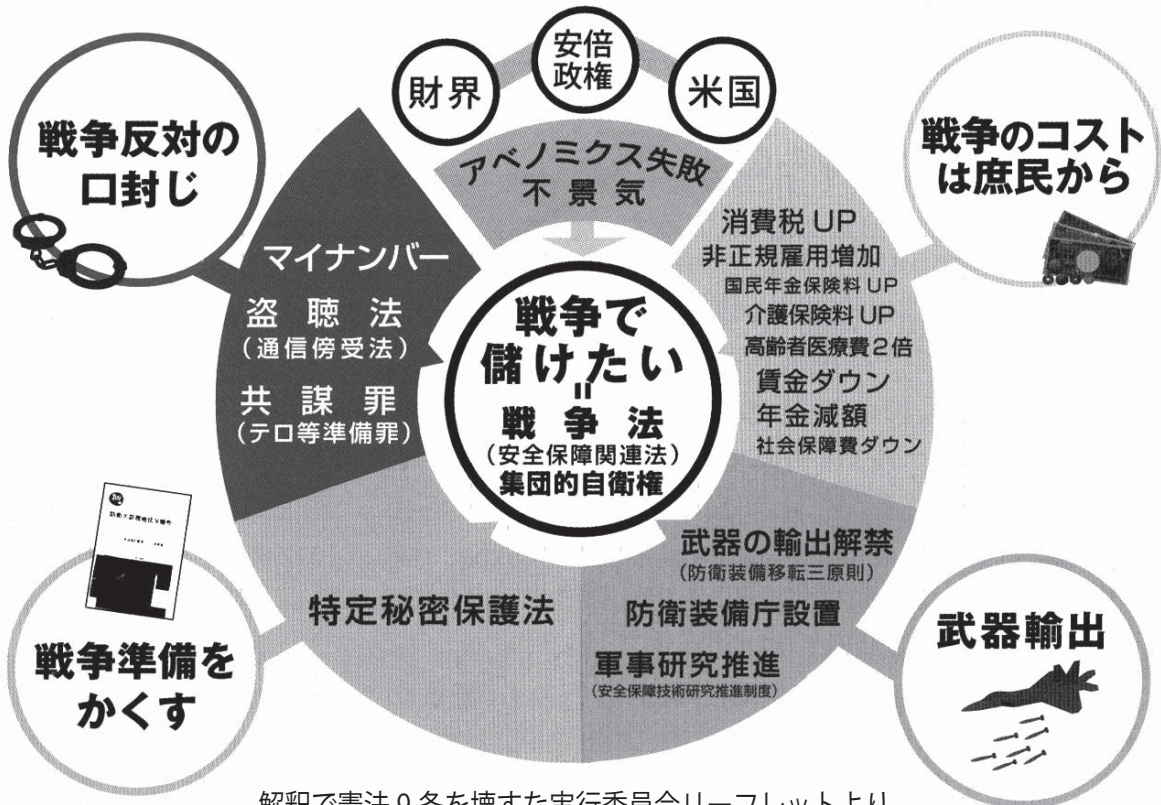 財界
安倍
政権
米国
アベノミクス失敗
不景気
戦争反対の
口封じ
マイナンバー
盗聴法
(通信傍受法)
共謀罪
(テロ等準備罪)
戦争で
儲けたい
=
戦争法
(安全保障関連法)
集団的自衛権
戦争のコスト
は庶民から
消費税 UP
非正規雇用増加
国民年金保険料 UP
介護保険料 UP
高齢者医療費2倍
賃金ダウン
年金減額
社会保障費ダウン
戦争準備を
かくす
特定秘密保護法
武器の輸出解禁
(防衛装備移転三原則)
防衛装備庁設置
軍事研究推進
(安全保障技術研究推進制度)
武器輸出